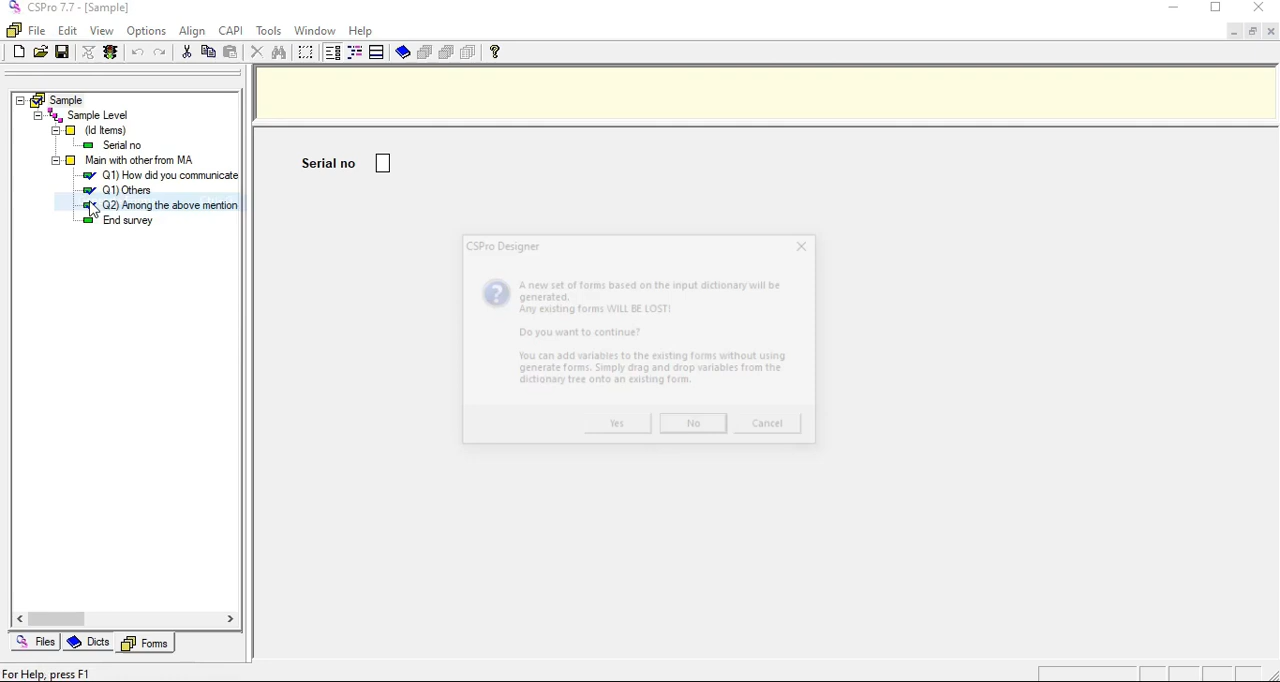 CSPro 7.7 - [Sample]
File Edit View Options Align CAPI Tools Window Help
Sample
Sample Level
(Id Items)
Serial no
Main with other from MA
Q1) How did you communicate
Q1) Others
Q2) Among the above mention
End survey
Serial no
CSPro Designer
A new set of forms based on the input dictionary will be
generated.
Any existing forms WILL BE LOST!
Do you want to continue?
You can add variables to the existing forms without using
generate forms. Simply drag and drop variables from the
dictionary tree onto an existing form.
Yes No Cancel
Files Dicts Forms
For Help, press F1